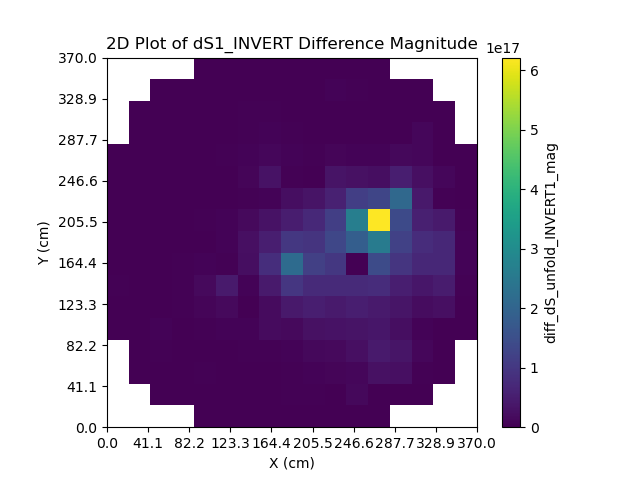 2D Plot of dS1_INVERT Difference Magnitude
1e17
370.0
328.9
287.7
246.6
205.5
164.4
123.3
82.2
41.1
0.0
Y (cm)
0.0 41.1 82.2 123.3 164.4 205.5 246.6 287.7 328.9 370.0
X (cm)
6
5
4
3
2
1
0
diff_dS_unfold_INVERT1_mag